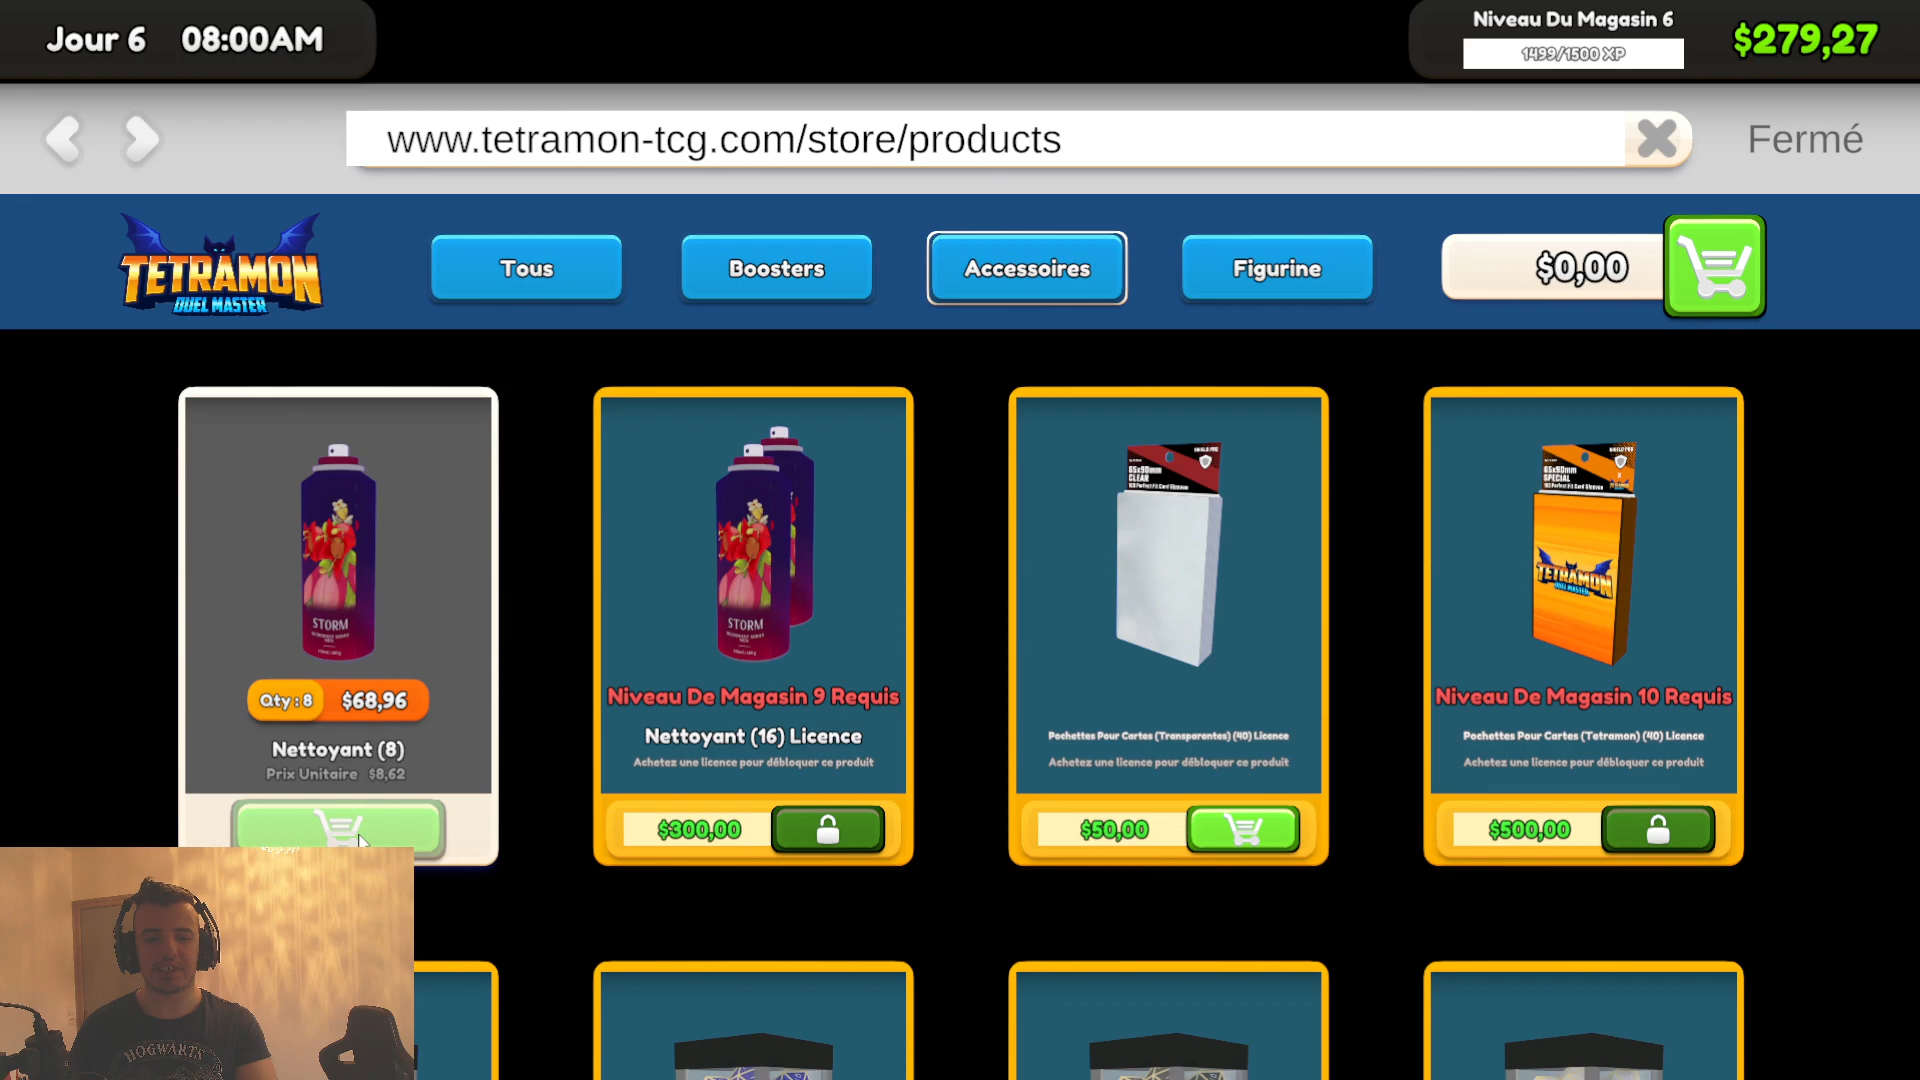 Jour 6 08:00AM
Niveau Du Magasin 6
1499/1500 XP
$279,27
www.tetramon-tcg.com/store/products
Fermé
TETRAMON
DUEL MASTER
Tous
Boosters
Accessoires
Figurine
$0,00
STORM
Qty: 8 $68,96
Nettoyant (8)
Prix Unitaire $8,62
STORM
Niveau De Magasin 9 Requis
Nettoyant (16) Licence
Achetez une licence pour débloquer ce produit
$300,00
65x90mm
CLEAR
Pochettes Pour Cartes (Transparentes) (40) Licence
Achetez une licence pour débloquer ce produit
$50,00
65x90mm
SPECIAL
TETRAMON
Niveau De Magasin 10 Requis
Pochettes Pour Cartes (Tetramon) (40) Licence
Achetez une licence pour débloquer ce produit
$500,00
HOGWARTS